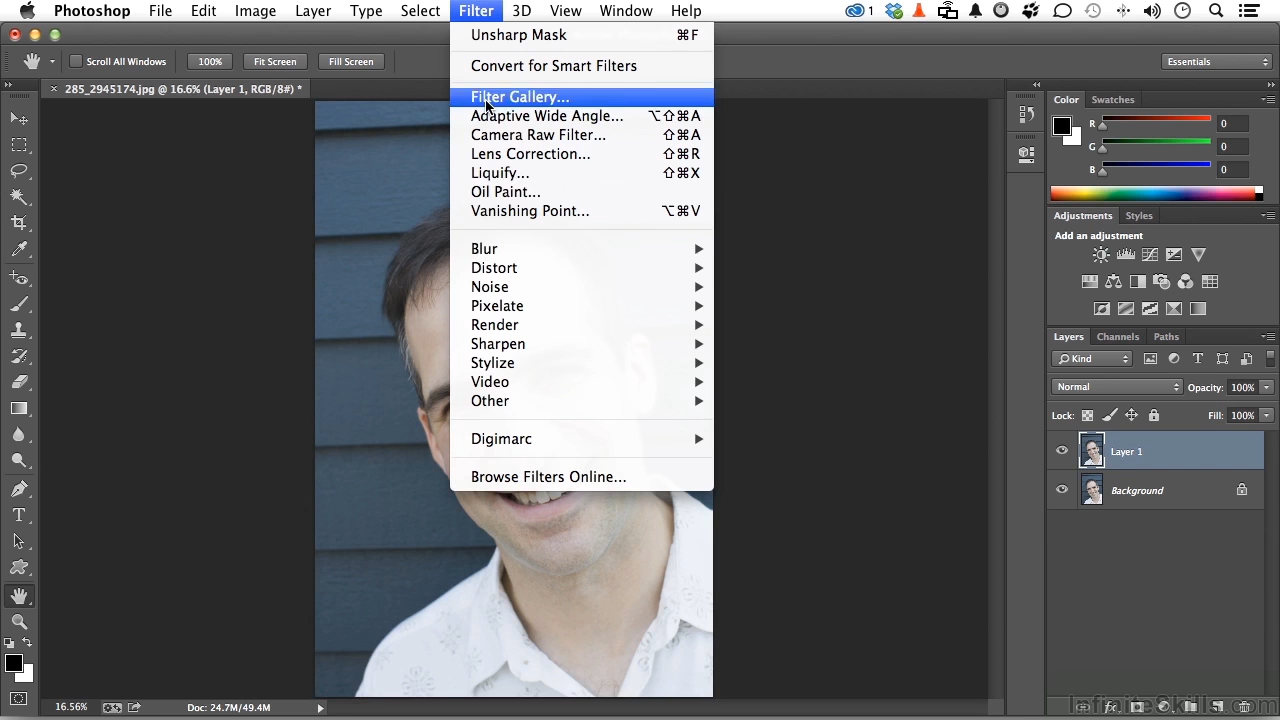 Photoshop File Edit Image Layer Type Select Filter 3D View Window Help 1
Scroll All Windows 100% Fit Screen Fill Screen Essentials
× 285_2945174.jpg @ 16.6% (Layer 1, RGB/8#) *
Unsharp Mask ⌘F
Convert for Smart Filters
Filter Gallery...
Adaptive Wide Angle... ⌥⇧⌘A
Camera Raw Filter... ⇧⌘A
Lens Correction... ⇧⌘R
Liquify... ⇧⌘X
Oil Paint...
Vanishing Point... ⌥⌘V
Blur
Distort
Noise
Pixelate
Render
Sharpen
Stylize
Video
Other
Digimarc
Browse Filters Online...
Color Swatches
R 0
G 0
B 0
Adjustments Styles
Add an adjustment
Layers Channels Paths
Kind
Normal Opacity: 100%
Lock: Fill: 100%
Layer 1
Background
16.56% Doc: 24.7M/49.4M
InfiniteSkills.com